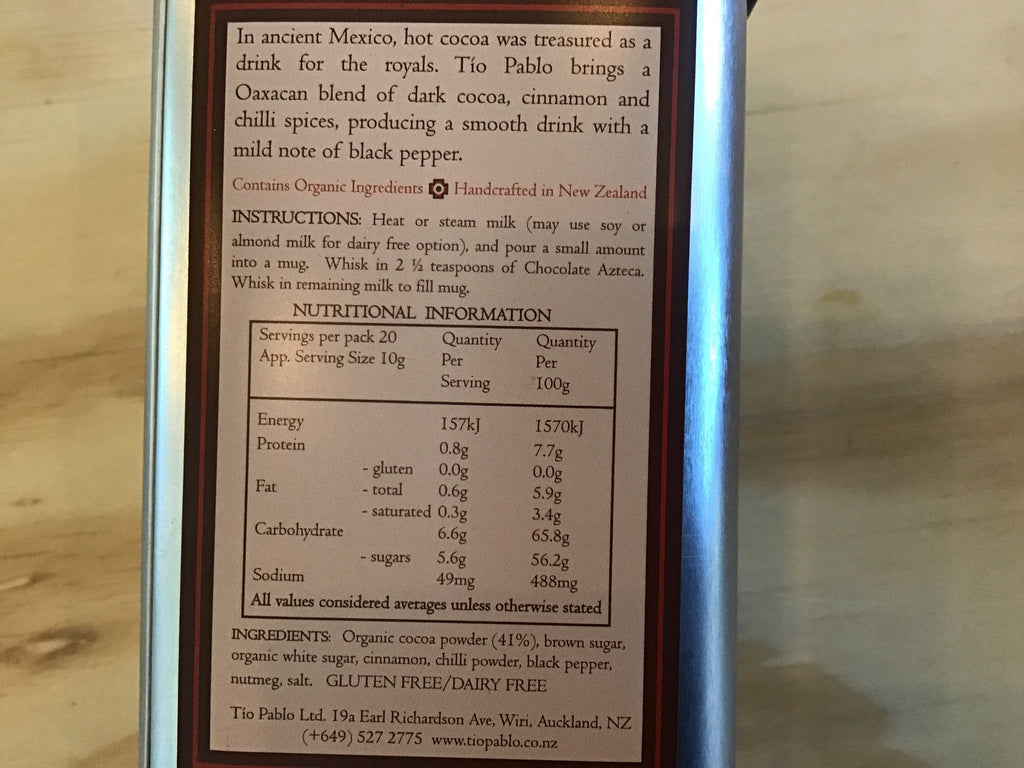 In ancient Mexico, hot cocoa was treasured as a
drink for the royals. Tío Pablo brings a
Oaxacan blend of dark cocoa, cinnamon and
chilli spices, producing a smooth drink with a
mild note of black pepper.
Contains Organic Ingredients Handcrafted in New Zealand
INSTRUCTIONS: Heat or steam milk (may use soy or
almond milk for dairy free option), and pour a small amount
into a mug. Whisk in 2 ½ teaspoons of Chocolate Azteca.
Whisk in remaining milk to fill mug.
NUTRITIONAL INFORMATION
Servings per pack 20 Quantity Quantity
App. Serving Size 10g Per Per
Serving 100g
Energy 157kJ 1570kJ
Protein 0.8g 7.7g
- gluten 0.0g 0.0g
Fat - total 0.6g 5.9g
- saturated 0.3g 3.4g
Carbohydrate 6.6g 65.8g
- sugars 5.6g 56.2g
Sodium 49mg 488mg
All values considered averages unless otherwise stated
INGREDIENTS: Organic cocoa powder (41%), brown sugar,
organic white sugar, cinnamon, chilli powder, black pepper,
nutmeg, salt. GLUTEN FREE/DAIRY FREE
Tío Pablo Ltd. 19a Earl Richardson Ave, Wiri, Auckland, NZ
(+649) 527 2775 www.tiopablo.co.nz